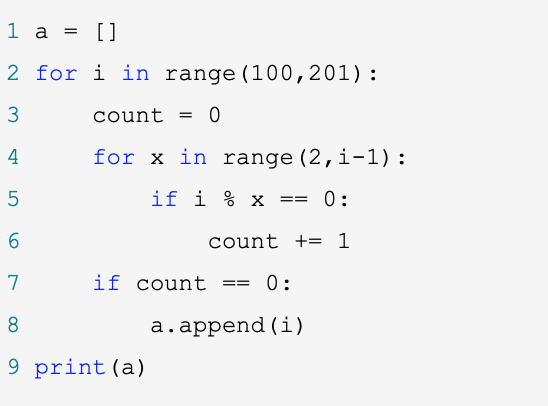 1 a = []
2 for i in range(100,201):
3     count = 0
4     for x in range(2,i-1):
5         if i % x == 0:
6             count += 1
7     if count == 0:
8         a.append(i)
9 print(a)